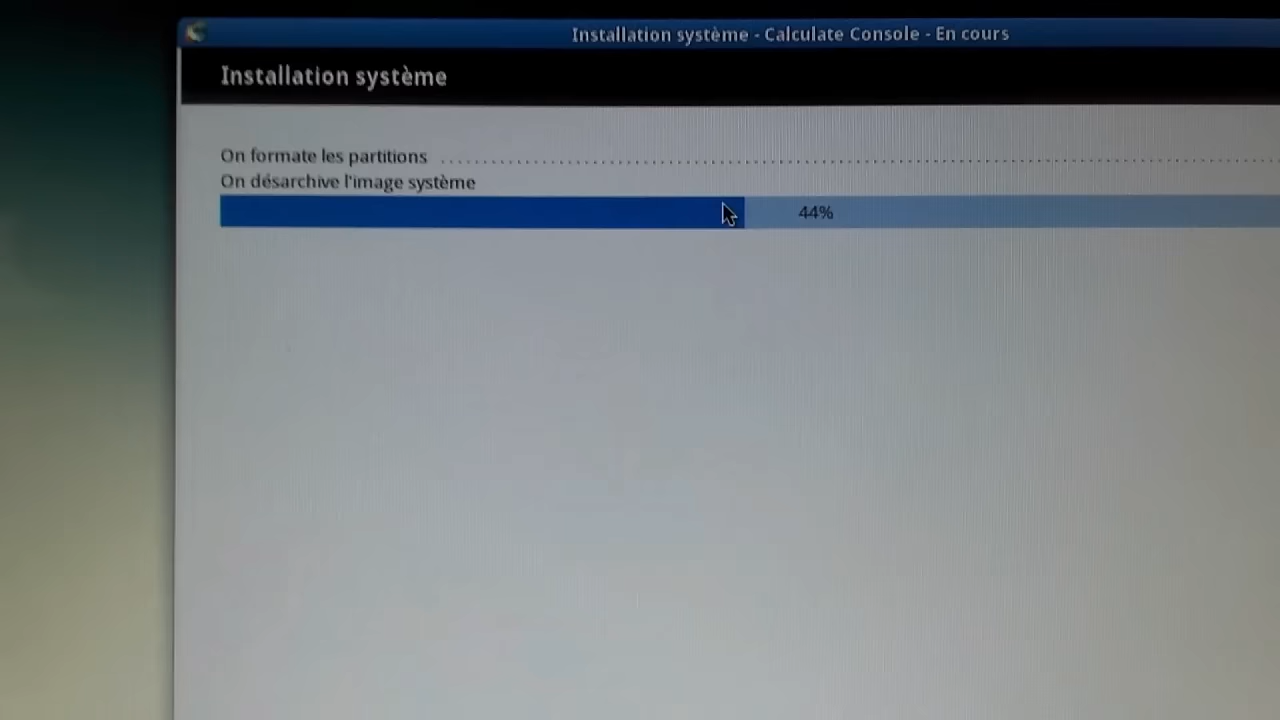 Installation système - Calculate Console - En cours
Installation système
On formate les partitions
On désarchive l'image système
44%